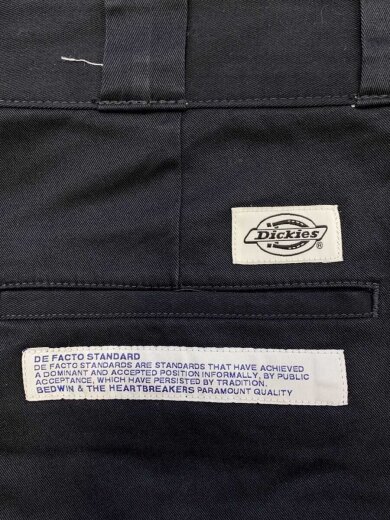 Dickies
®
DE FACTO STANDARD
DE FACTO STANDARDS ARE STANDARDS THAT HAVE ACHIEVED
A DOMINANT AND ACCEPTED POSITION INFORMALLY, BY PUBLIC
ACCEPTANCE, WHICH HAVE PERSISTED BY TRADITION.
BEDWIN & THE HEARTBREAKERS PARAMOUNT QUALITY